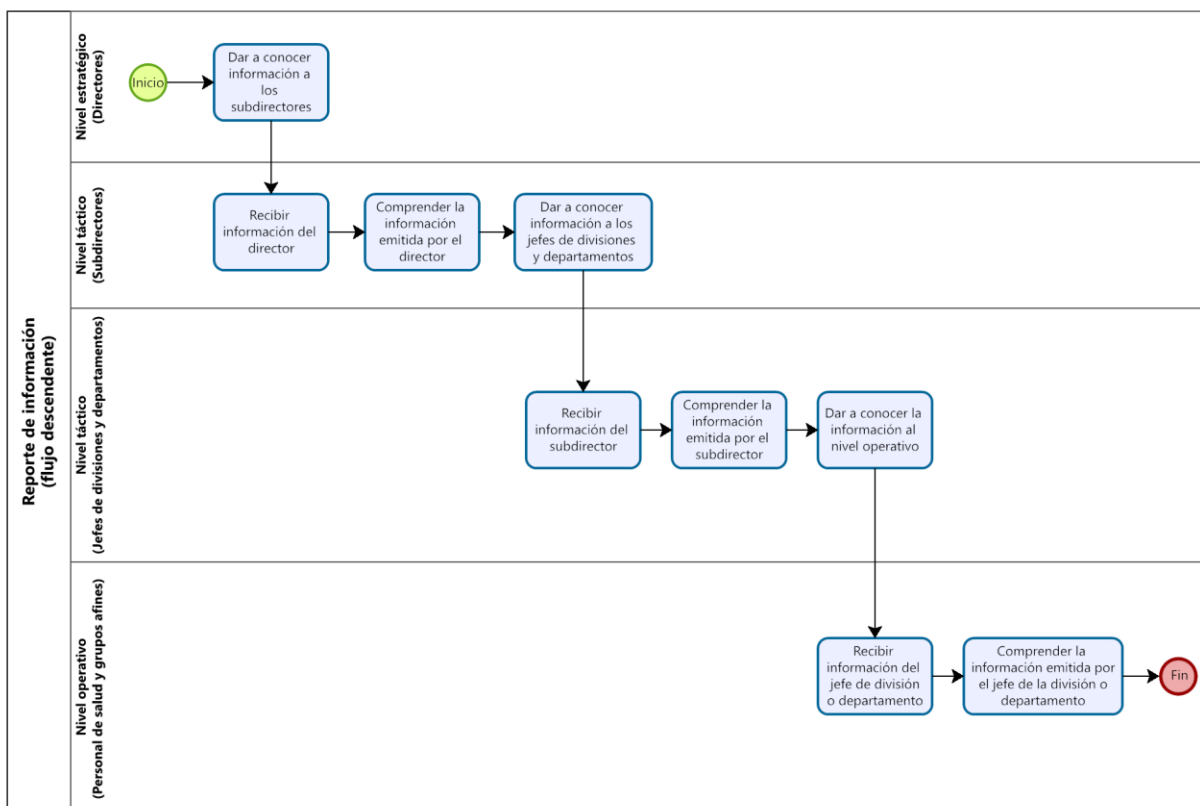 Reporte de información
(flujo descendente)
Nivel estratégico
(Directores)
Inicio
Dar a conocer
información a
los
subdirectores
Nivel táctico
(Subdirectores)
Recibir
información del
director
Comprender la
información
emitida por el
director
Dar a conocer
información a los
jefes de divisiones
y departamentos
Nivel táctico
(Jefes de divisiones y departamentos)
Recibir
información del
subdirector
Comprender la
información
emitida por el
subdirector
Dar a conocer la
información al
nivel operativo
Nivel operativo
(Personal de salud y grupos afines)
Recibir
información del
jefe de división
o departamento
Comprender la
información emitida por
el jefe de la división o
departamento
Fin